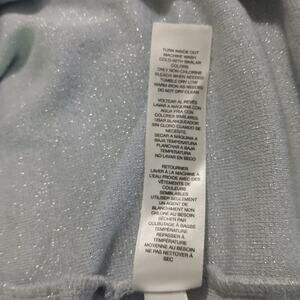 TURN INSIDE OUT
MACHINE WASH
COLD WITH SIMILAR
COLORS
ONLY NON-CHLORINE
BLEACH WHEN NEEDED
TUMBLE DRY LOW
WARM IRON AS NEEDED
DO NOT DRY CLEAN
VOLTEAR AL REVÉS
LAVAR A MÁQUINA CON
AGUA FRÍA CON
COLORES SIMILARES
USAR BLANQUEADOR
SIN CLORO CUANDO SE
NECESITE
SECAR A MÁQUINA A
BAJA TEMPERATURA
PLANCHAR A BAJA
TEMPERATURA
NO LAVAR EN SECO
RETOURNER
LAVER À LA MACHINE ET
À L'EAU FROIDE AVEC DES
VÊTEMENTS DE
COULEURS
SEMBLABLES
UTILISER SEULEMENT
UN AGENT DE
BLANCHIMENT NON
CHLORÉ AU BESOIN
SÉCHER PAR
CULBUTAGE À BASSE
TEMPÉRATURE
REPASSER À
TEMPÉRATURE
MOYENNE AU BESOIN
NE PAS NETTOYER À
SEC